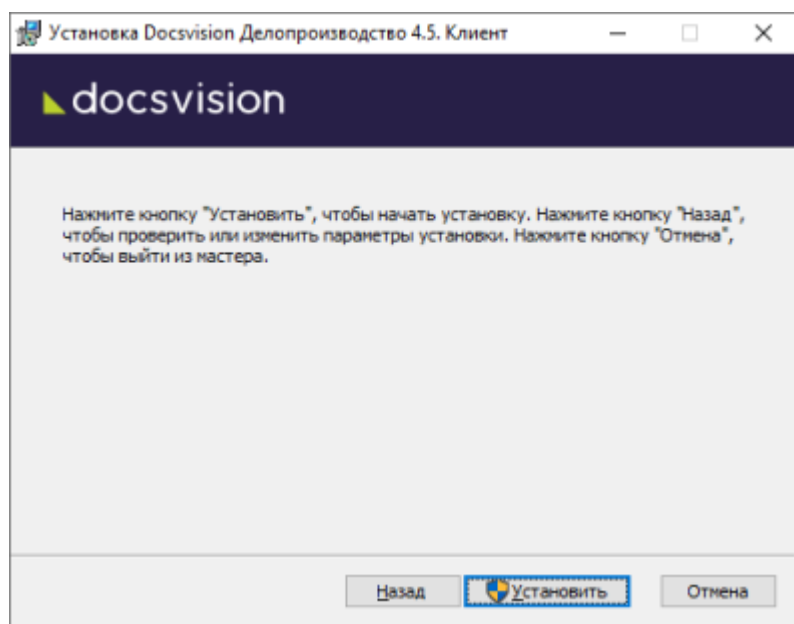 Установка Docsvision Делопроизводство 4.5. Клиент
docsvision
Нажмите кнопку "Установить", чтобы начать установку. Нажмите кнопку "Назад",
чтобы проверить или изменить параметры установки. Нажмите кнопку "Отмена",
чтобы выйти из мастера.
Назад Установить Отмена